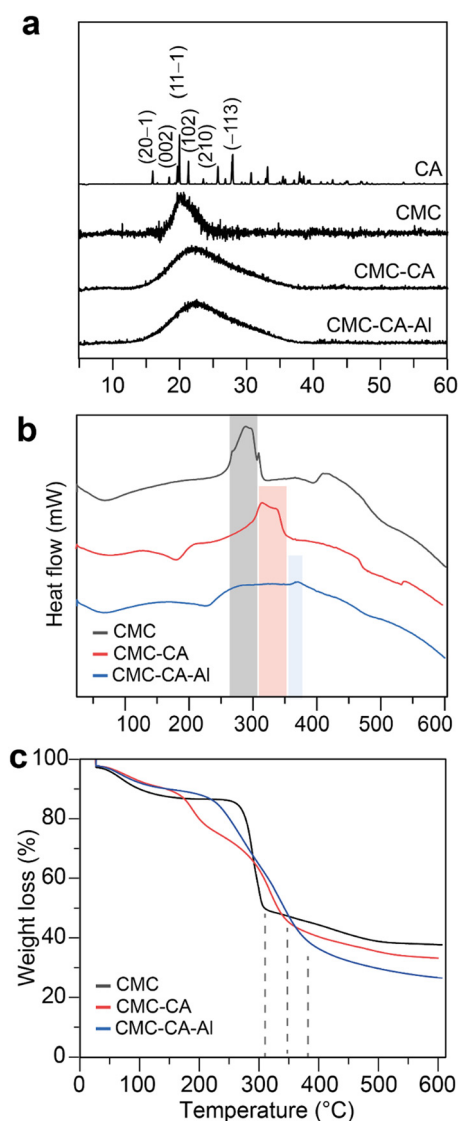 a
(20−1)
(002)
(11−1)
(102)
(210)
(−113)
CA
CMC
CMC-CA
CMC-CA-Al
10 20 30 40 50 60
b
Heat flow (mW)
CMC
CMC-CA
CMC-CA-Al
100 200 300 400 500 600
c
Weight loss (%)
100
80
60
40
20
0
CMC
CMC-CA
CMC-CA-Al
0 100 200 300 400 500 600
Temperature (°C)